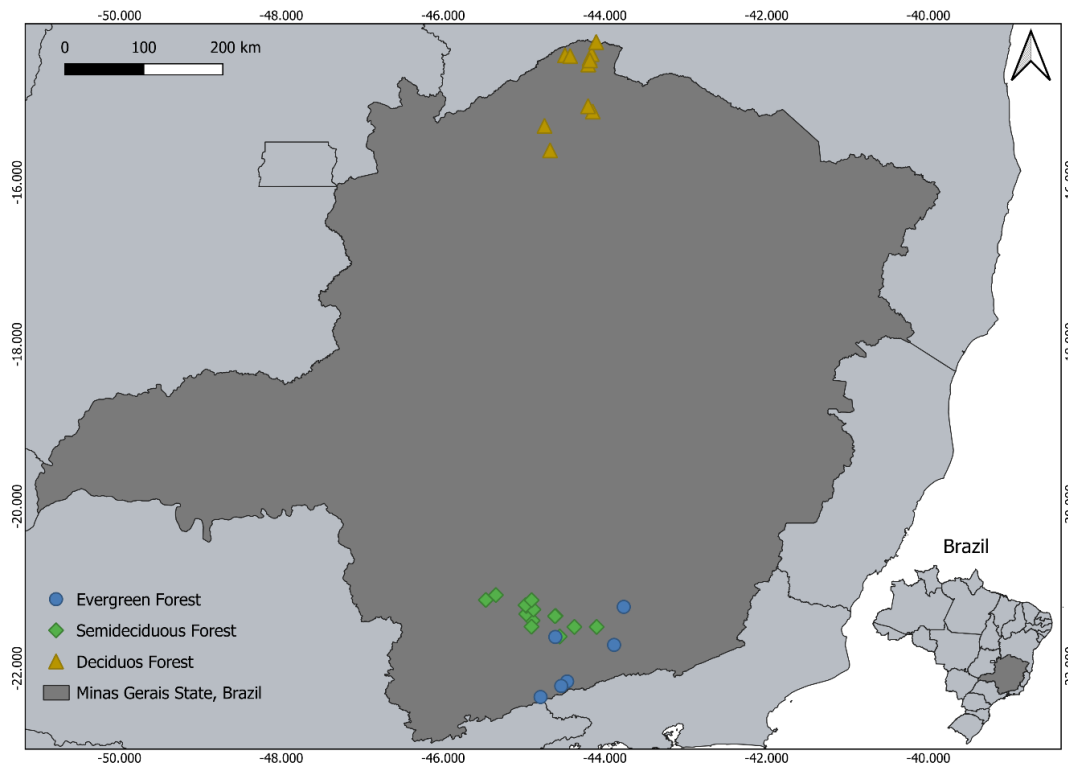 -50.000 -48.000 -46.000 -44.000 -42.000 -40.000
0 100 200 km
-16.000
-18.000
-20.000
-22.000
Brazil
Evergreen Forest
Semideciduous Forest
Deciduos Forest
Minas Gerais State, Brazil
-50.000 -48.000 -46.000 -44.000 -42.000 -40.000